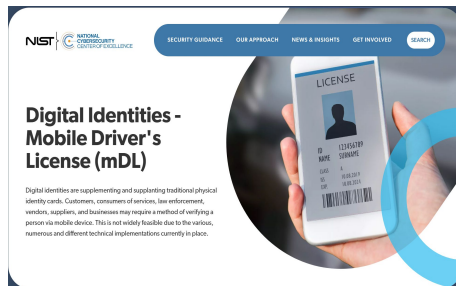 NIST
NATIONAL
CYBERSECURITY
CENTER OF EXCELLENCE
SECURITY GUIDANCE
OUR APPROACH
NEWS & INSIGHTS
GET INVOLVED
SEARCH
Digital Identities -
Mobile Driver's
License (mDL)
Digital identities are supplementing and supplanting traditional physical
identity cards. Customers, consumers of services, law enforcement,
vendors, suppliers, and businesses may require a method of verifying a
person via mobile device. This is not widely feasible due to the various,
numerous and different technical implementations currently in place.
LICENSE
ID 123456789
NAME SURNAME
CLASS A